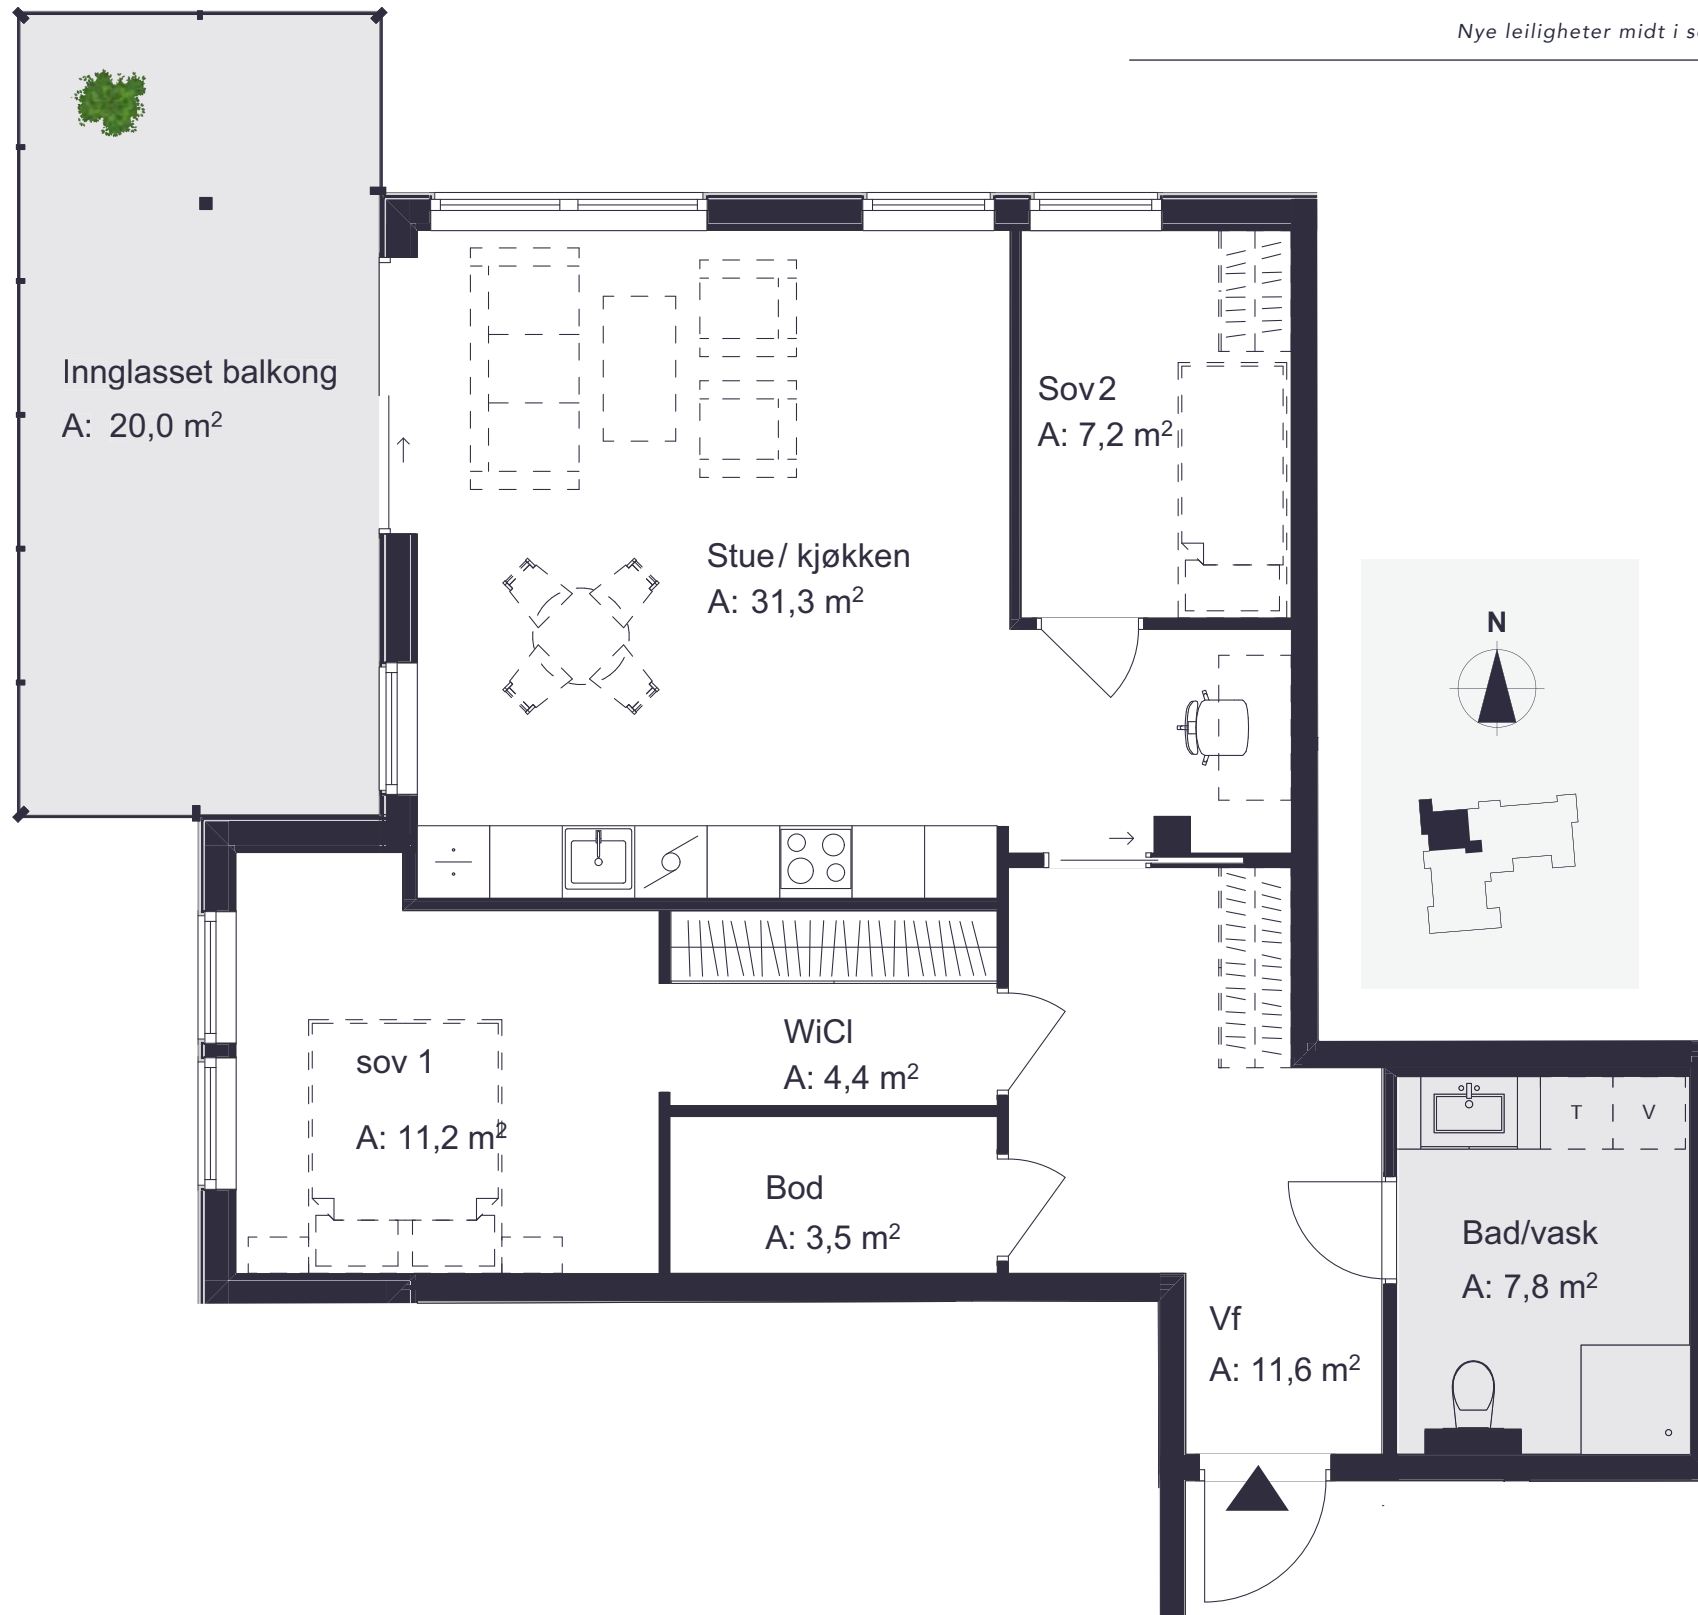 Nye leiligheter midt i
Innglasset balkong
A: 20,0 m²
Sov2
A: 7,2 m²
Stue/ kjøkken
A: 31,3 m²
N
WiCl
A: 4,4 m²
sov 1
A: 11,2 m²
T V
Bod
A: 3,5 m²
Bad/vask
A: 7,8 m²
Vf
A: 11,6 m²